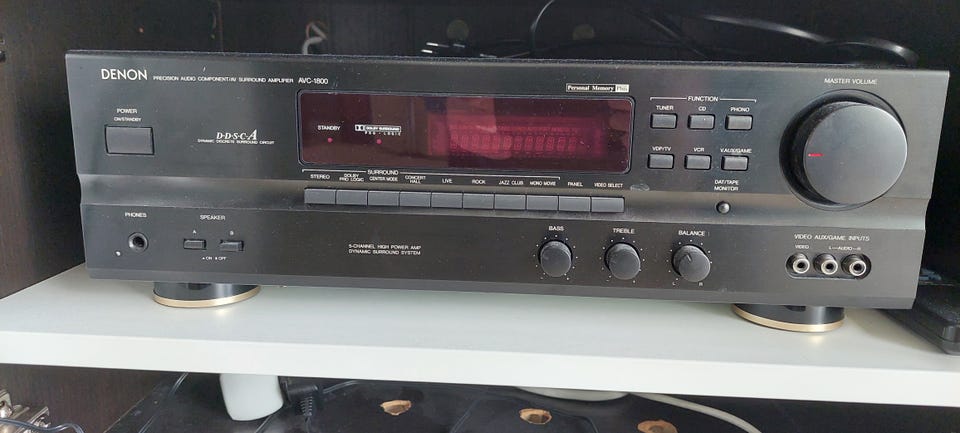 DENON PRECISION AUDIO COMPONENT/AV SURROUND AMPLIFIER AVC-1800
MASTER VOLUME
Personal Memory Plus
POWER
ON/STANDBY
D·D·S·C-A
DYNAMIC DISCRETE SURROUND CIRCUIT
STANDBY
DOLBY SURROUND
PRO·LOGIC
FUNCTION
TUNER CD PHONO
VDP/TV VCR V.AUX/GAME
DAT/TAPE
MONITOR
SURROUND
STEREO DOLBY PRO LOGIC CENTER MODE CONCERT HALL LIVE ROCK JAZZ CLUB MONO MOVIE PANEL VIDEO SELECT
PHONES
SPEAKER
A B
ON OFF
5-CHANNEL HIGH POWER AMP
DYNAMIC SURROUND SYSTEM
BASS TREBLE BALANCE
L R
VIDEO AUX/GAME INPUTS
VIDEO L—AUDIO—R